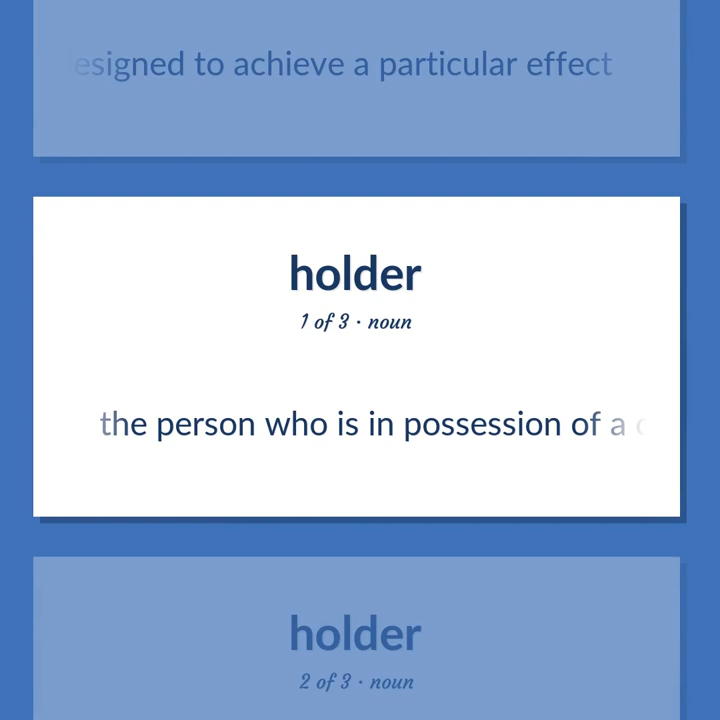 esigned to achieve a particular effect
holder
1 of 3 · noun
the person who is in possession of a
holder
2 of 3 · noun